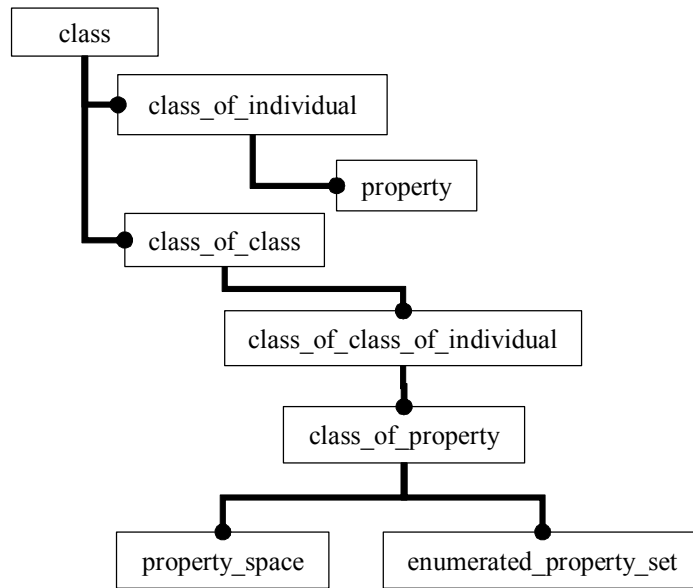 class
class_of_individual
property
class_of_class
class_of_class_of_individual
class_of_property
property_space
enumerated_property_set